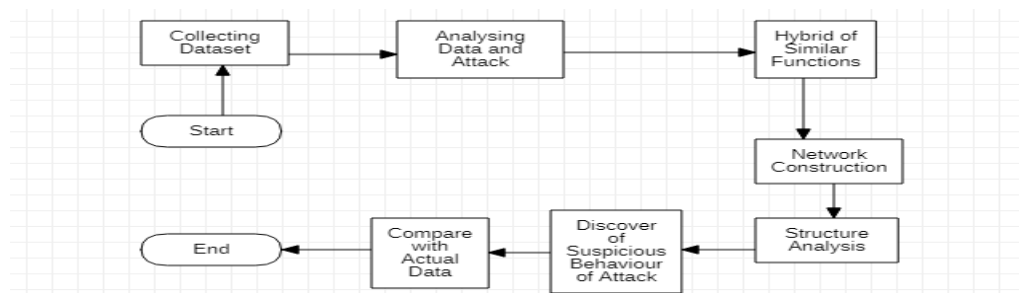 Collecting
Dataset
Analysing
Data and
Attack
Hybrid of
Similar
Functions
Start
Network
Construction
Structure
Analysis
Discover
of
Suspicious
Behaviour
of Attack
Compare
with
Actual
Data
End